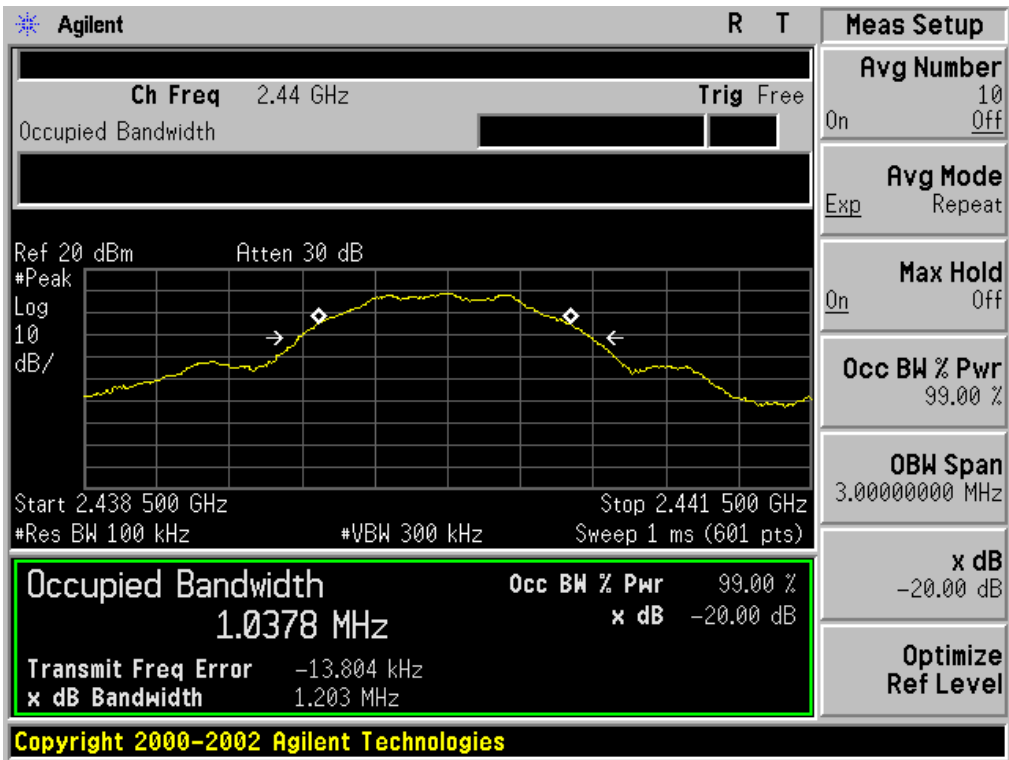 Agilent R T
Ch Freq 2.44 GHz Trig Free
Occupied Bandwidth
Ref 20 dBm Atten 30 dB
#Peak
Log
10
dB/
Start 2.438 500 GHz Stop 2.441 500 GHz
#Res BW 100 kHz #VBW 300 kHz Sweep 1 ms (601 pts)
Occupied Bandwidth Occ BW % Pwr 99.00 %
1.0378 MHz x dB -20.00 dB
Transmit Freq Error -13.804 kHz
x dB Bandwidth 1.203 MHz
Copyright 2000-2002 Agilent Technologies
Meas Setup
Avg Number
10
On Off
Avg Mode
Exp Repeat
Max Hold
On Off
Occ BW % Pwr
99.00 %
OBW Span
3.00000000 MHz
x dB
-20.00 dB
Optimize
Ref Level